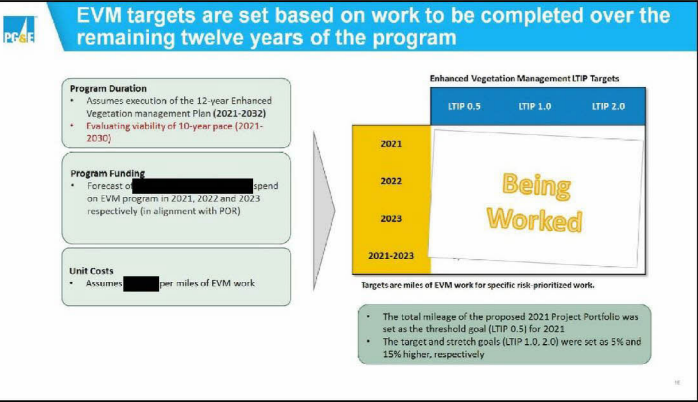 EVM targets are set based on work to be completed over the
remaining twelve years of the program
PG&E
Program Duration
• Assumes execution of the 12-year Enhanced
Vegetation management Plan (2021-2032)
• Evaluating viability of 10-year pace (2021-
2030)
Program Funding
• Forecast of spend
on EVM program in 2021, 2022 and 2023
respectively (in alignment with POR)
Unit Costs
• Assumes per miles of EVM work
Enhanced Vegetation Management LTIP Targets
LTIP 0.5 LTIP 1.0 LTIP 2.0
2021
2022
2023
2021-2023
Being
Worked
Targets are miles of EVM work for specific risk-prioritized work.
• The total mileage of the proposed 2021 Project Portfolio was
set as the threshold goal (LTIP 0.5) for 2021
• The target and stretch goals (LTIP 1.0, 2.0) were set as 5% and
15% higher, respectively